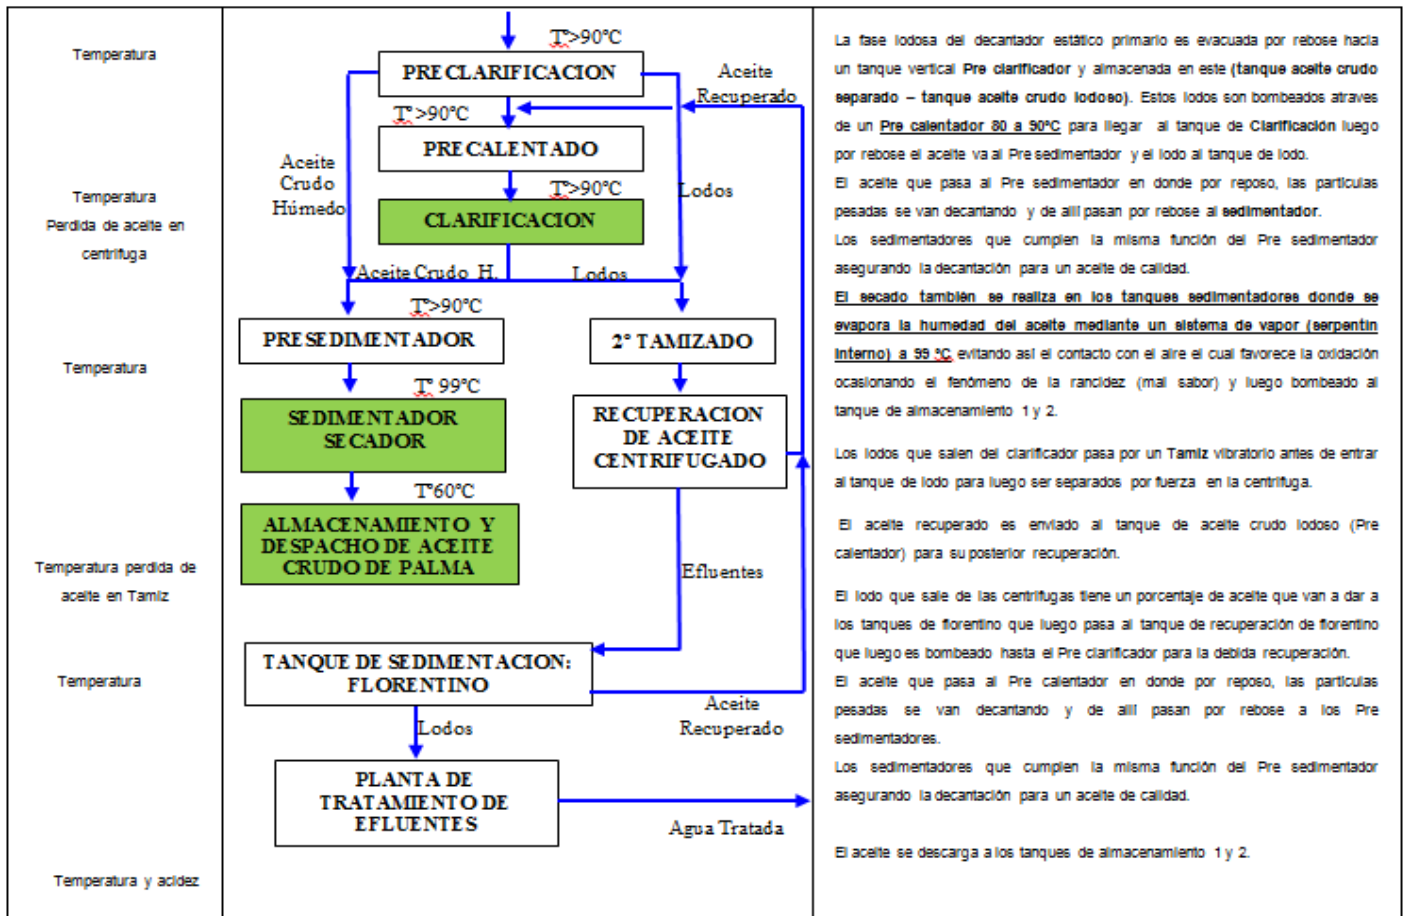 Temperatura
Temperatura
Perdida de aceite en
centrifuga
Temperatura
Temperatura perdida de
aceite en Tamiz
Temperatura
Temperatura y acidez
Tº>90ºC
PRECLARIFICACION
Aceite
Recuperado
Tº >90ºC
PRECALENTADO
Aceite
Crudo
Húmedo
Tº>90ºC
Lodos
CLARIFICACION
Aceite Crudo H.
Lodos
Tº>90ºC
PRESEDIMENTADOR
2º TAMIZADO
Tº 99ºC
SEDIMENTADOR
SECADOR
RECUPERACION
DE ACEITE
CENTRIFUGADO
Tº60ºC
ALMACENAMIENTO Y
DESPACHO DE ACEITE
CRUDO DE PALMA
Efluentes
TANQUE DE SEDIMENTACION:
FLORENTINO
Aceite
Recuperado
Lodos
PLANTA DE
TRATAMIENTO DE
EFLUENTES
Agua Tratada
La fase lodosa del decantador estático primario es evacuada por rebose hacia
un tanque vertical Pre clarificador y almacenada en este (tanque aceite crudo
separado – tanque aceite crudo lodoso). Estos lodos son bombeados atraves
de un Pre calentador 80 a 90ºC para llegar al tanque de Clarificación luego
por rebose el aceite va al Pre sedimentador y el lodo al tanque de lodo.
El aceite que pasa al Pre sedimentador en donde por reposo, las partículas
pesadas se van decantando y de allí pasan por rebose al sedimentador.
Los sedimentadores que cumplen la misma función del Pre sedimentador
asegurando la decantación para un aceite de calidad.
El secado también se realiza en los tanques sedimentadores donde se
evapora la humedad del aceite mediante un sistema de vapor (serpentin
interno) a 99 ºC evitando así el contacto con el aire el cual favorece la oxidación
ocasionando el fenómeno de la rancidez (mal sabor) y luego bombeado al
tanque de almacenamiento 1 y 2.
Los lodos que salen del clarificador pasa por un Tamiz vibratorio antes de entrar
al tanque de lodo para luego ser separados por fuerza en la centrifuga.
El aceite recuperado es enviado al tanque de aceite crudo lodoso (Pre
calentador) para su posterior recuperación.
El lodo que sale de las centrifugas tiene un porcentaje de aceite que van a dar a
los tanques de florentino que luego pasa al tanque de recuperación de florentino
que luego es bombeado hasta el Pre clarificador para la debida recuperación.
El aceite que pasa al Pre calentador en donde por reposo, las partículas
pesadas se van decantando y de allí pasan por rebose a los Pre
sedimentadores.
Los sedimentadores que cumplen la misma función del Pre sedimentador
asegurando la decantación para un aceite de calidad.
El aceite se descarga a los tanques de almacenamiento 1 y 2.